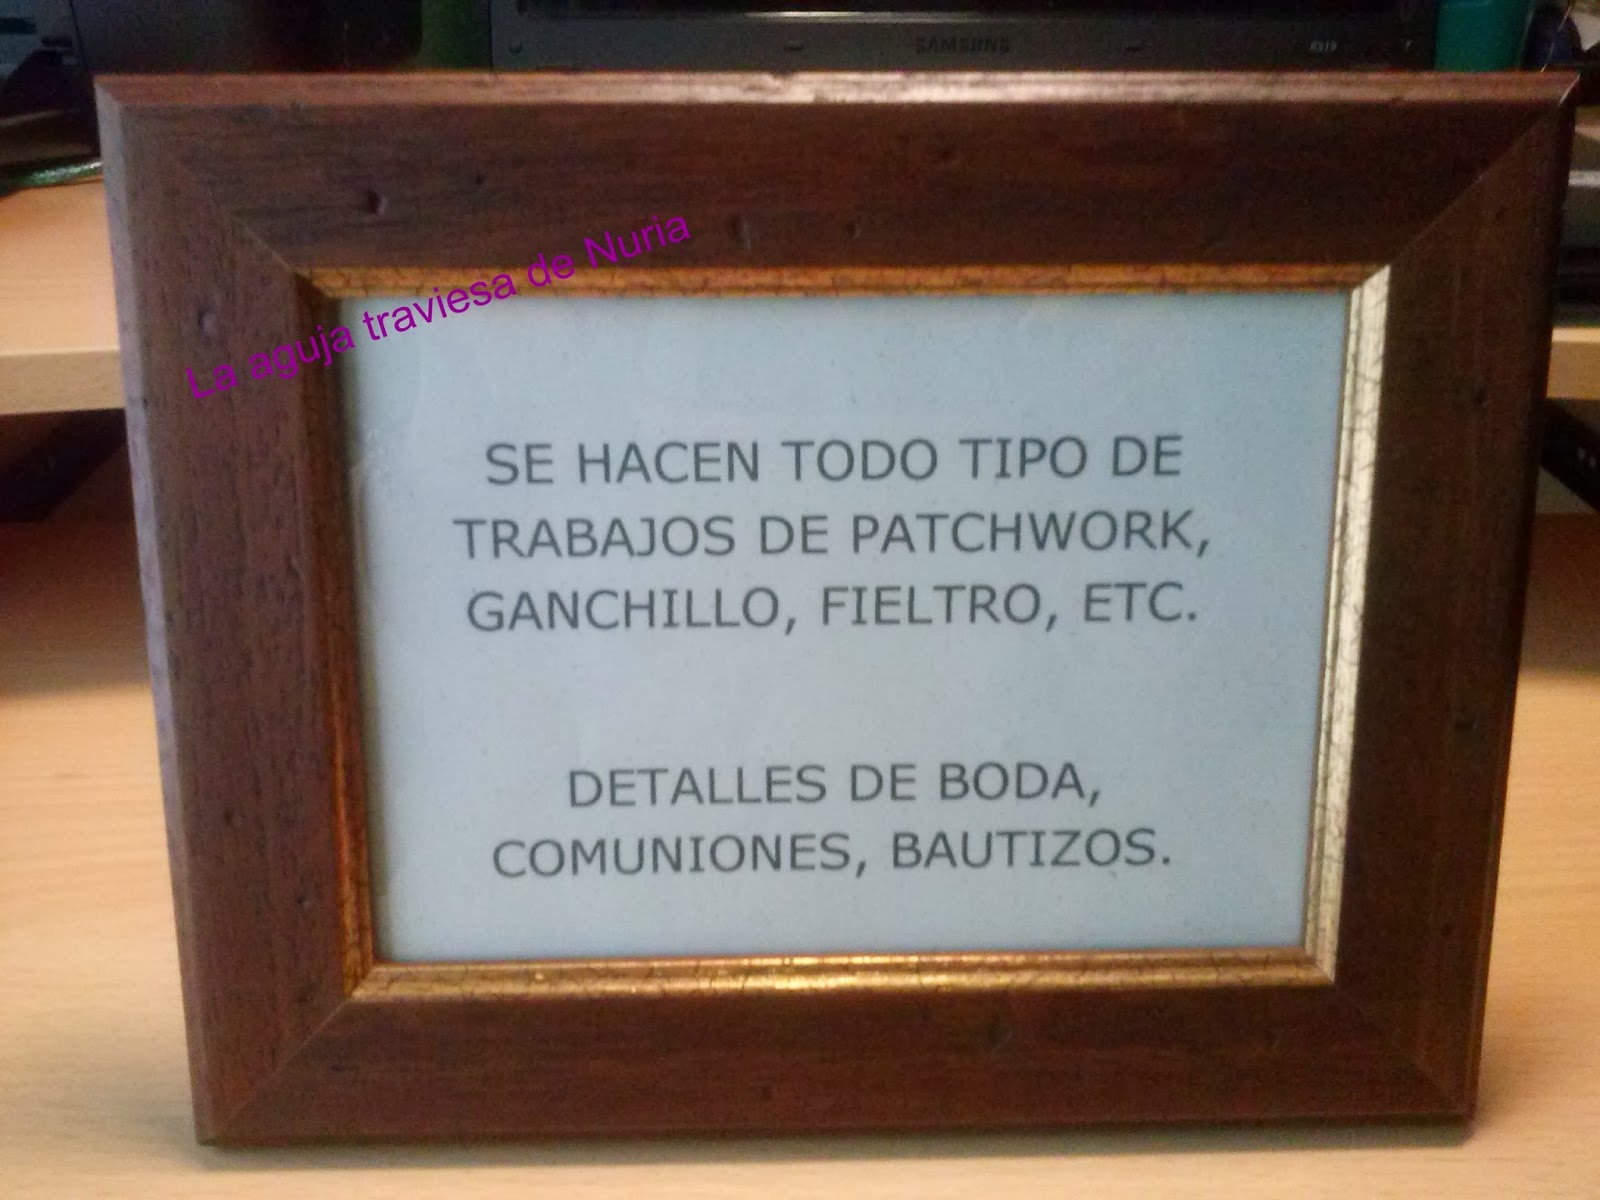 SAMSUNG
La aguja traviesa de Nuria
SE HACEN TODO TIPO DE
TRABAJOS DE PATCHWORK,
GANCHILLO, FIELTRO, ETC.
DETALLES DE BODA,
COMUNIONES, BAUTIZOS.